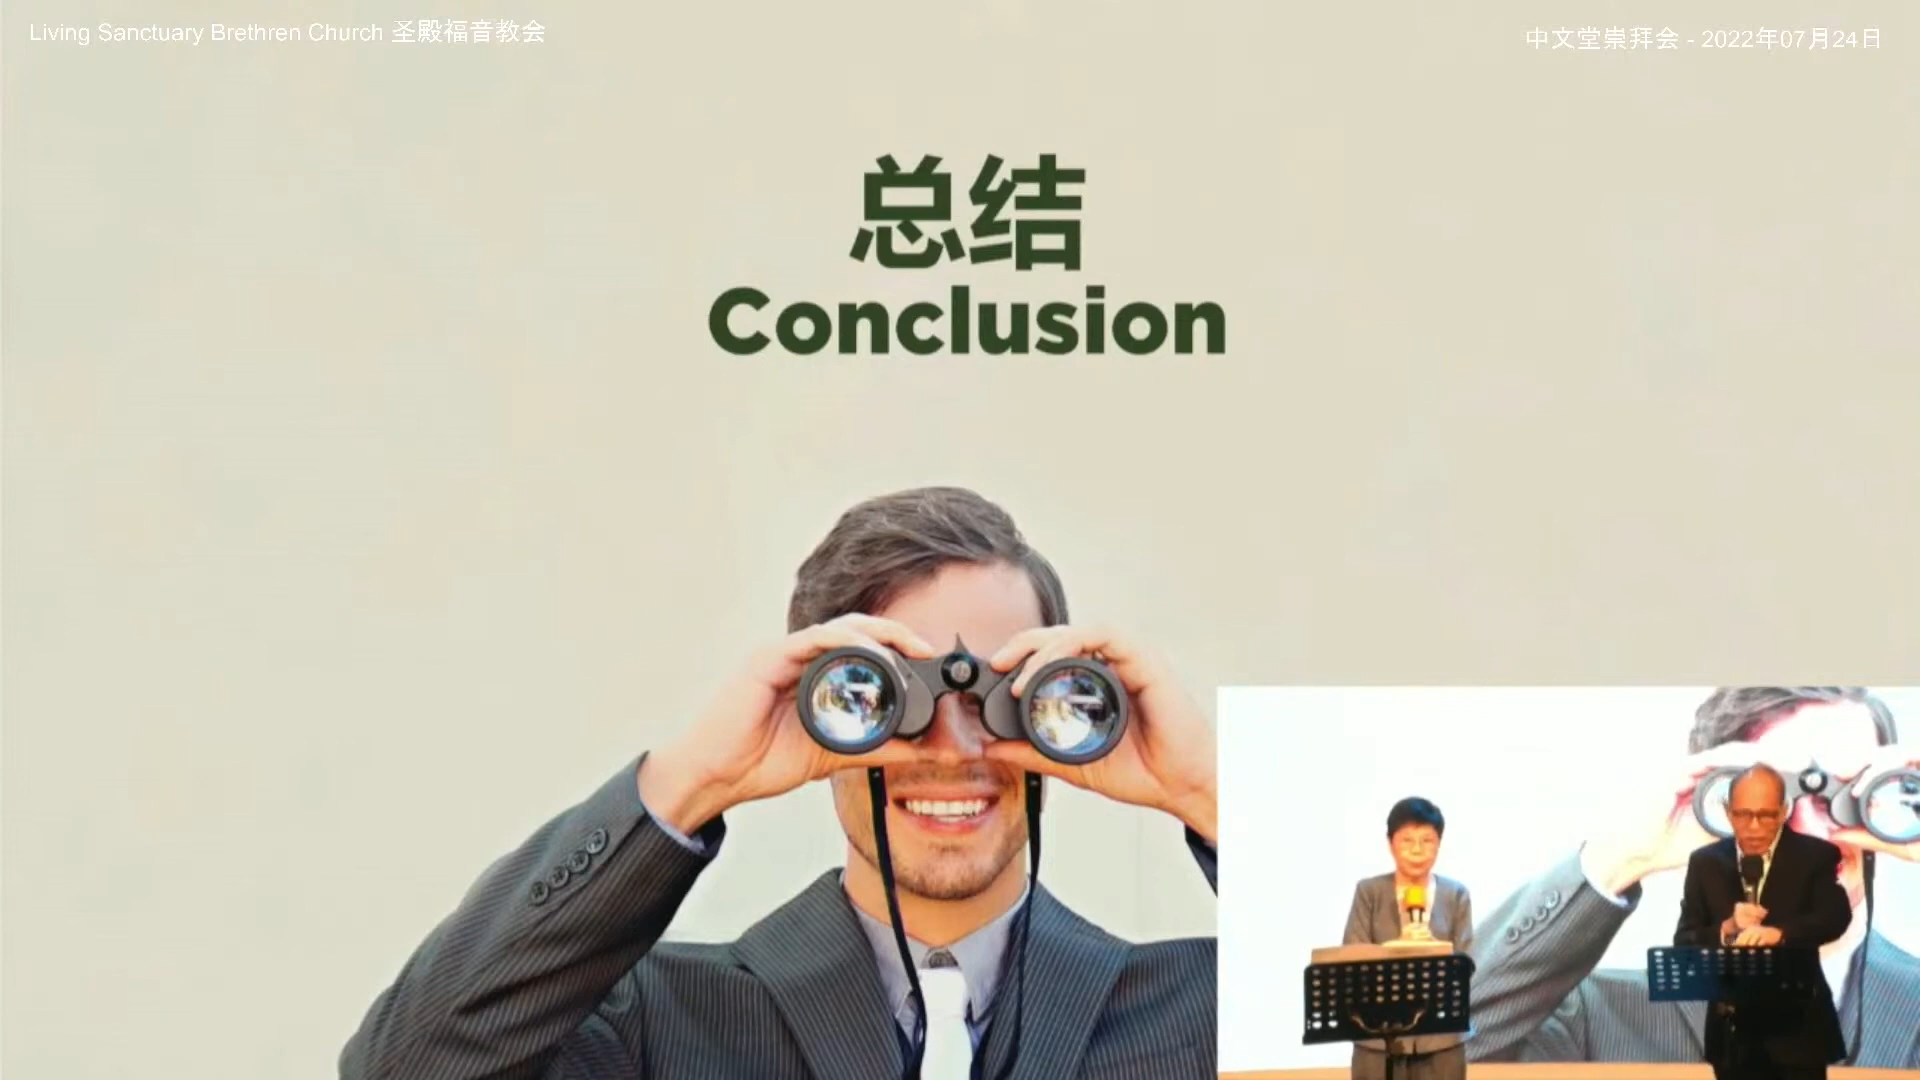 Living Sanctuary Brethren Church 圣殿福音教会
中文堂崇拜会 - 2022年07月24日
总结
Conclusion